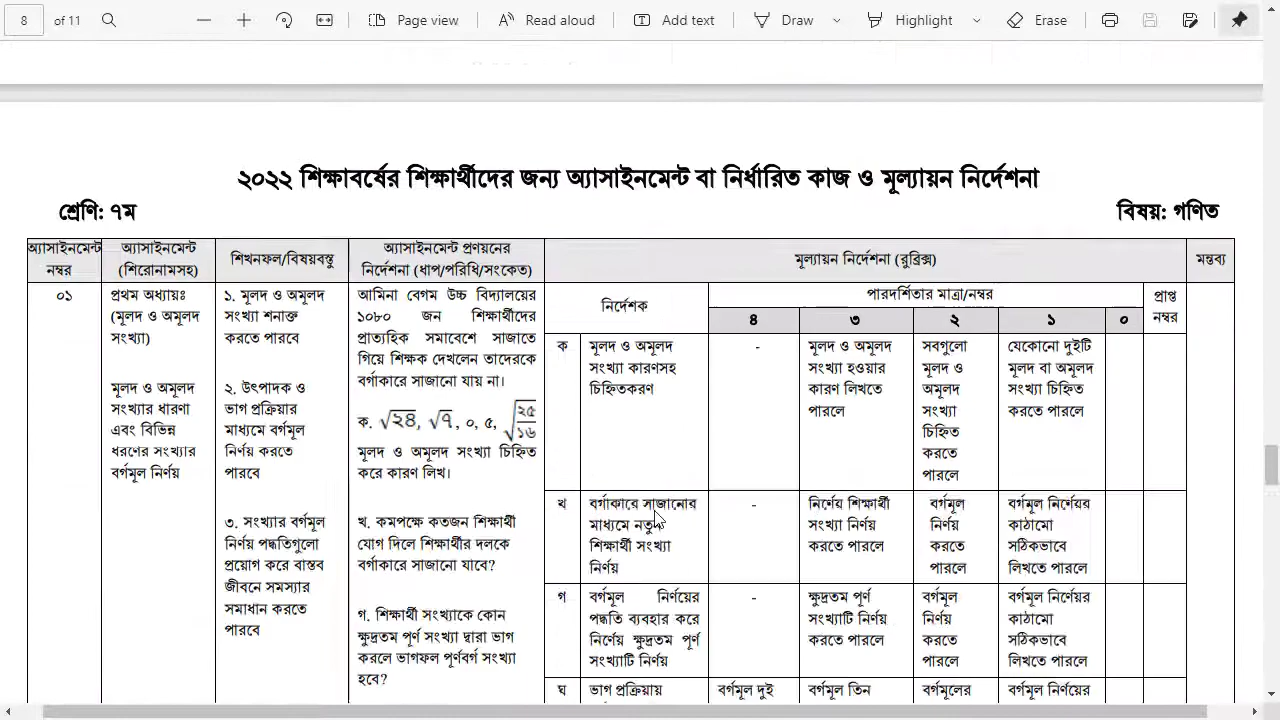 8 of 11 Page view Read aloud Add text Draw Highlight Erase
২০২২ শিক্ষাবর্ষের শিক্ষার্থীদের জন্য অ্যাসাইনমেন্ট বা নির্ধারিত কাজ ও মূল্যায়ন নির্দেশনা
শ্রেণি: ৭ম
বিষয়: গণিত
অ্যাসাইনমেন্ট
নম্বর
অ্যাসাইনমেন্ট
(শিরোনামসহ)
শিখনফল/বিষয়বস্তু
অ্যাসাইনমেন্ট প্রণয়নের
নির্দেশনা (ধাপ/পরিধি/সংকেত)
মূল্যায়ন নির্দেশনা (রুব্রিক্স)
মন্তব্য
নির্দেশক
পারদর্শিতার মাত্রা/নম্বর
৪ ৩ ২ ১ ০
প্রাপ্ত
নম্বর
০১
প্রথম অধ্যায়ঃ
(মূলদ ও অমূলদ
সংখ্যা)
মূলদ ও অমূলদ
সংখ্যার ধারণা
এবং বিভিন্ন
ধরণের সংখ্যার
বর্গমূল নির্ণয়
১. মূলদ ও অমূলদ
সংখ্যা শনাক্ত
করতে পারবে
২. উৎপাদক ও
ভাগ প্রক্রিয়ার
মাধ্যমে বর্গমূল
নির্ণয় করতে
পারবে
৩. সংখ্যার বর্গমূল
নির্ণয় পদ্ধতিগুলো
প্রয়োগ করে বাস্তব
জীবনে সমস্যার
সমাধান করতে
পারবে
আমিনা বেগম উচ্চ বিদ্যালয়ের
১০৮০ জন শিক্ষার্থীদের
প্রাত্যহিক সমাবেশে সাজাতে
গিয়ে শিক্ষক দেখলেন তাদেরকে
বর্গাকারে সাজানো যায় না।
ক. √২৪, √৭, ০, ৫, √২৫/১৬
মূলদ ও অমূলদ সংখ্যা চিহ্নিত
করে কারণ লিখ।
খ. কমপক্ষে কতজন শিক্ষার্থী
যোগ দিলে শিক্ষার্থীর দলকে
বর্গাকারে সাজানো যাবে?
গ. শিক্ষার্থী সংখ্যাকে কোন
ক্ষুদ্রতম পূর্ণ সংখ্যা দ্বারা ভাগ
করলে ভাগফল পূর্ণবর্গ সংখ্যা
হবে?
ক
মূলদ ও অমূলদ
সংখ্যা কারণসহ
চিহ্নিতকরণ
-
মূলদ ও অমূলদ
সংখ্যা হওয়ার
কারণ লিখতে
পারলে
সবগুলো
মূলদ ও
অমূলদ
সংখ্যা
চিহ্নিত
করতে
পারলে
যেকোনো দুইটি
মূলদ বা অমূলদ
সংখ্যা চিহ্নিত
করতে পারলে
খ
বর্গাকারে সাজানোর
মাধ্যমে নতুন
শিক্ষার্থী সংখ্যা
নির্ণয়
-
নির্ণেয় শিক্ষার্থী
সংখ্যা নির্ণয়
করতে পারলে
বর্গমূল
নির্ণয়
করতে
পারলে
বর্গমূল নির্ণেয়র
কাঠামো
সঠিকভাবে
লিখতে পারলে
গ
বর্গমূল নির্ণয়ের
পদ্ধতি ব্যবহার করে
নির্ণেয় ক্ষুদ্রতম পূর্ণ
সংখ্যাটি নির্ণয়
-
ক্ষুদ্রতম পূর্ণ
সংখ্যাটি নির্ণয়
করতে পারলে
বর্গমূল
নির্ণয়
করতে
পারলে
বর্গমূল নির্ণেয়র
কাঠামো
সঠিকভাবে
লিখতে পারলে
ঘ
ভাগ প্রক্রিয়ায়
বর্গমূল দুই
বর্গমূল তিন
বর্গমূলের
বর্গমূল নির্ণয়ের